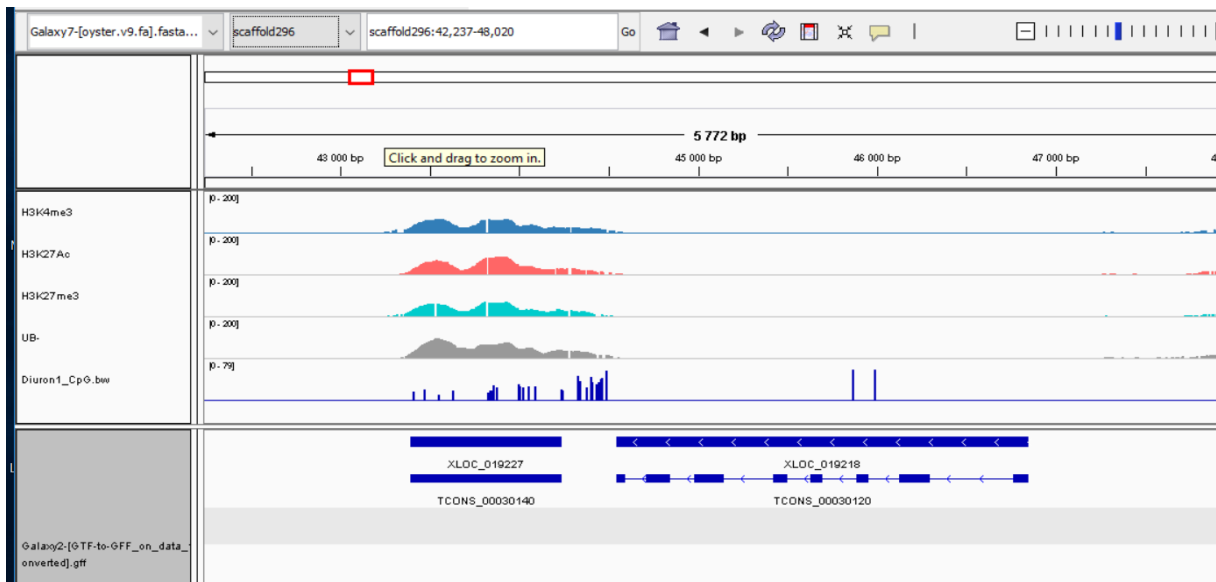 Galaxy7-[oyster.v9.fa].fasta... scaffold296 scaffold296:42,237-48,020 Go
5 772 bp
43 000 bp Click and drag to zoom in. 45 000 bp 46 000 bp 47 000 bp
H3K4me3 [0 - 200]
H3K27Ac [0 - 200]
H3K27me3 [0 - 200]
UB- [0 - 200]
Diuron1_CpG.bw [0 - 79]
XLOC_019227 XLOC_019218
TCONS_00030140 TCONS_00030120
Galaxy2-[GTF-to-GFF_on_data_
onverted].gff